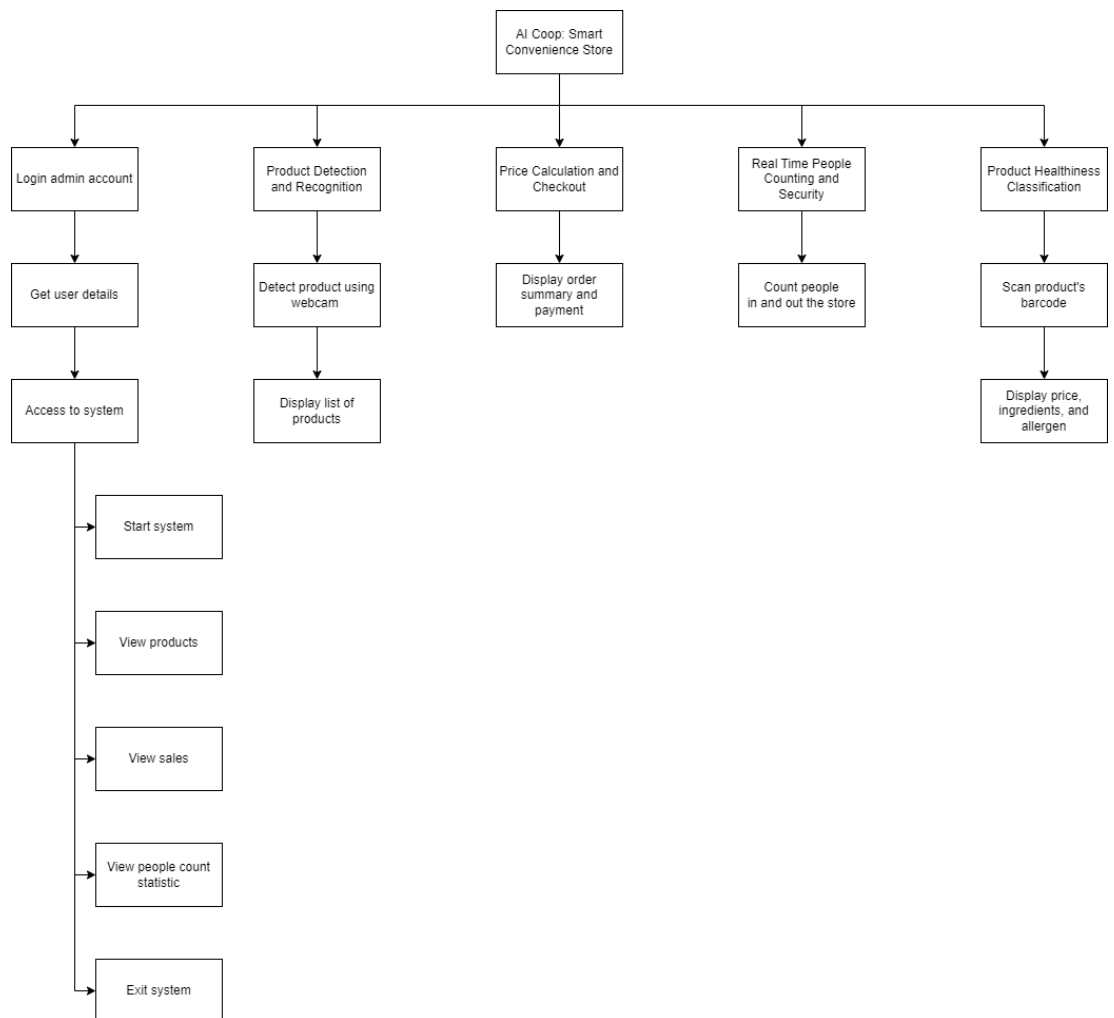 AI Coop: Smart
Convenience Store
Login admin account
Product Detection
and Recognition
Price Calculation and
Checkout
Real Time People
Counting and
Security
Product Healthiness
Classification
Get user details
Detect product using
webcam
Display order
summary and
payment
Count people
in and out the store
Scan product's
barcode
Access to system
Display list of
products
Display price,
ingredients, and
allergen
Start system
View products
View sales
View people count
statistic
Exit system